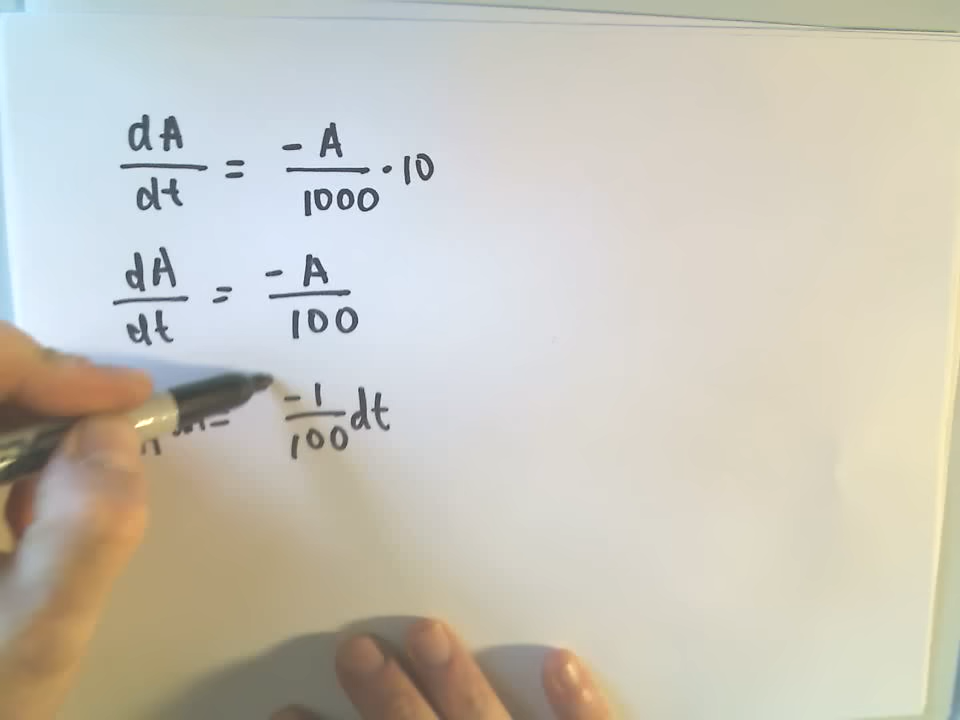 dA/dt = -A/1000 · 10
dA/dt = -A/100
= -1/100 dt